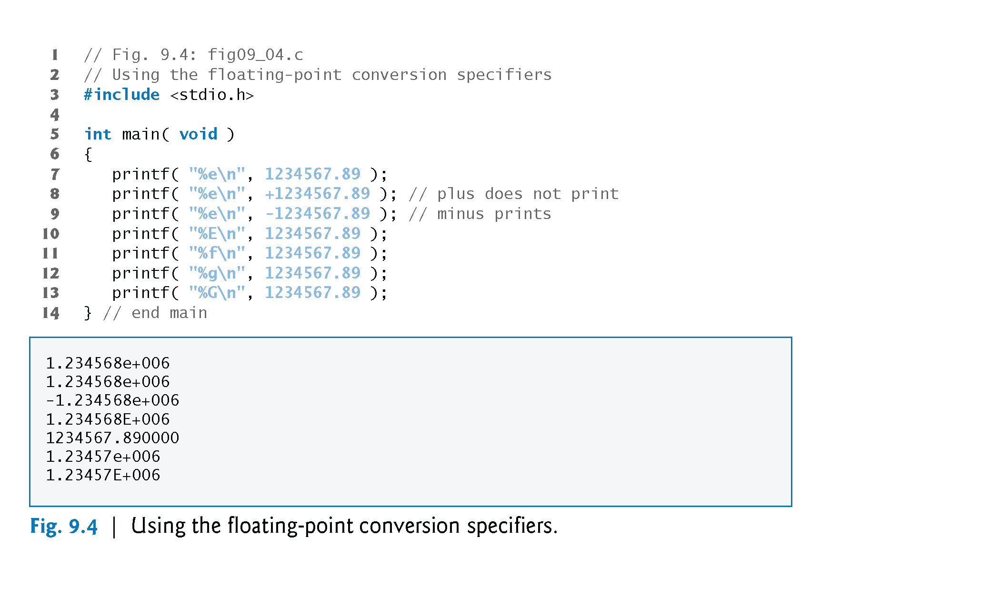 1 // Fig. 9.4: fig09_04.c
2 // Using the floating-point conversion specifiers
3 #include <stdio.h>
4
5 int main( void )
6 {
7    printf( "%e\n", 1234567.89 );
8    printf( "%e\n", +1234567.89 ); // plus does not print
9    printf( "%e\n", -1234567.89 ); // minus prints
10    printf( "%E\n", 1234567.89 );
11    printf( "%f\n", 1234567.89 );
12    printf( "%g\n", 1234567.89 );
13    printf( "%G\n", 1234567.89 );
14 } // end main
1.234568e+006
1.234568e+006
-1.234568e+006
1.234568E+006
1234567.890000
1.23457e+006
1.23457E+006
Fig. 9.4 | Using the floating-point conversion specifiers.